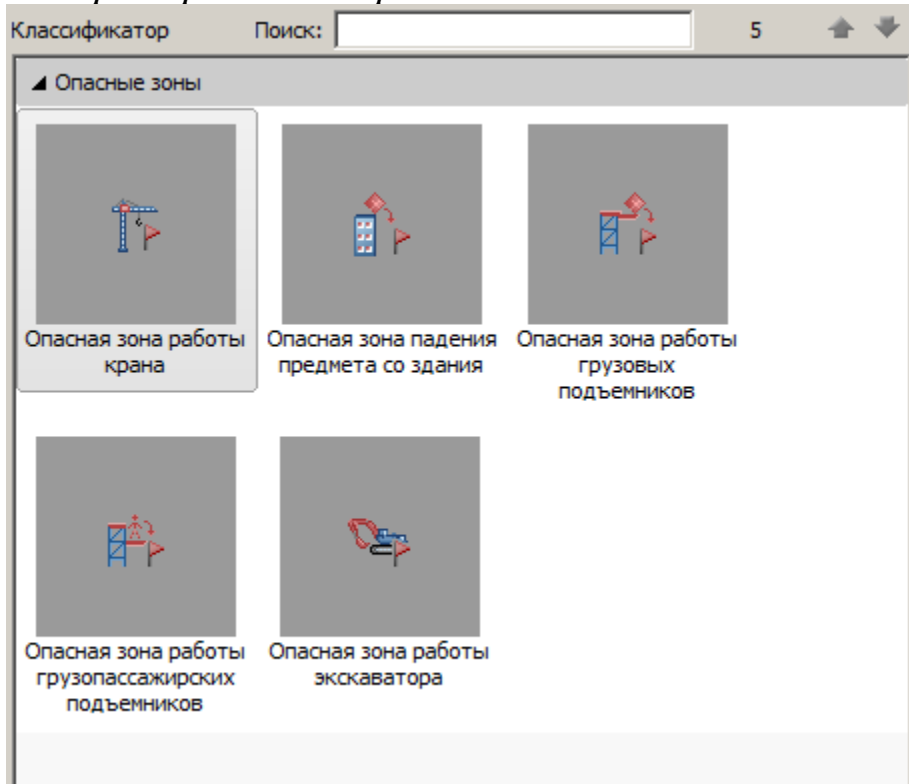 Классификатор Поиск: 5
Опасные зоны
Опасная зона работы
крана
Опасная зона падения
предмета со здания
Опасная зона работы
грузовых
подъемников
Опасная зона работы
грузопассажирских
подъемников
Опасная зона работы
экскаватора